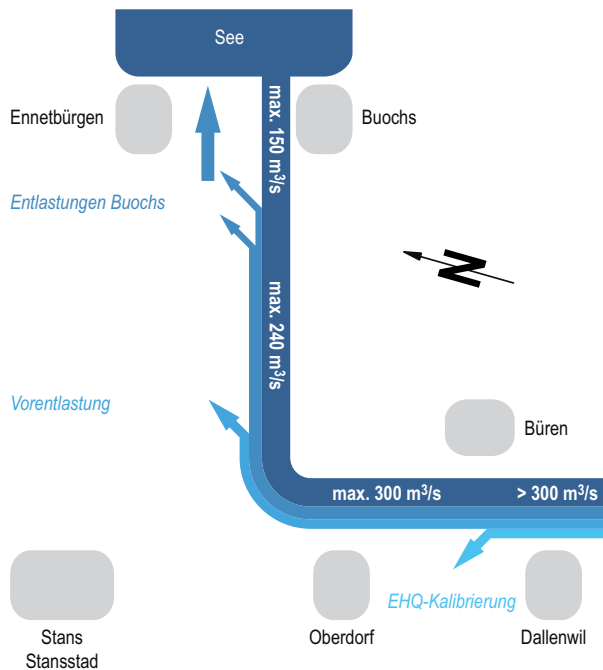 See
Ennetbürgen
max. 150 m³/s
Buochs
Entlastungen Buochs
N
max. 240 m³/s
Vorentlastung
Büren
max. 300 m³/s
> 300 m³/s
EHQ-Kalibrierung
Stans
Stansstad
Oberdorf
Dallenwil